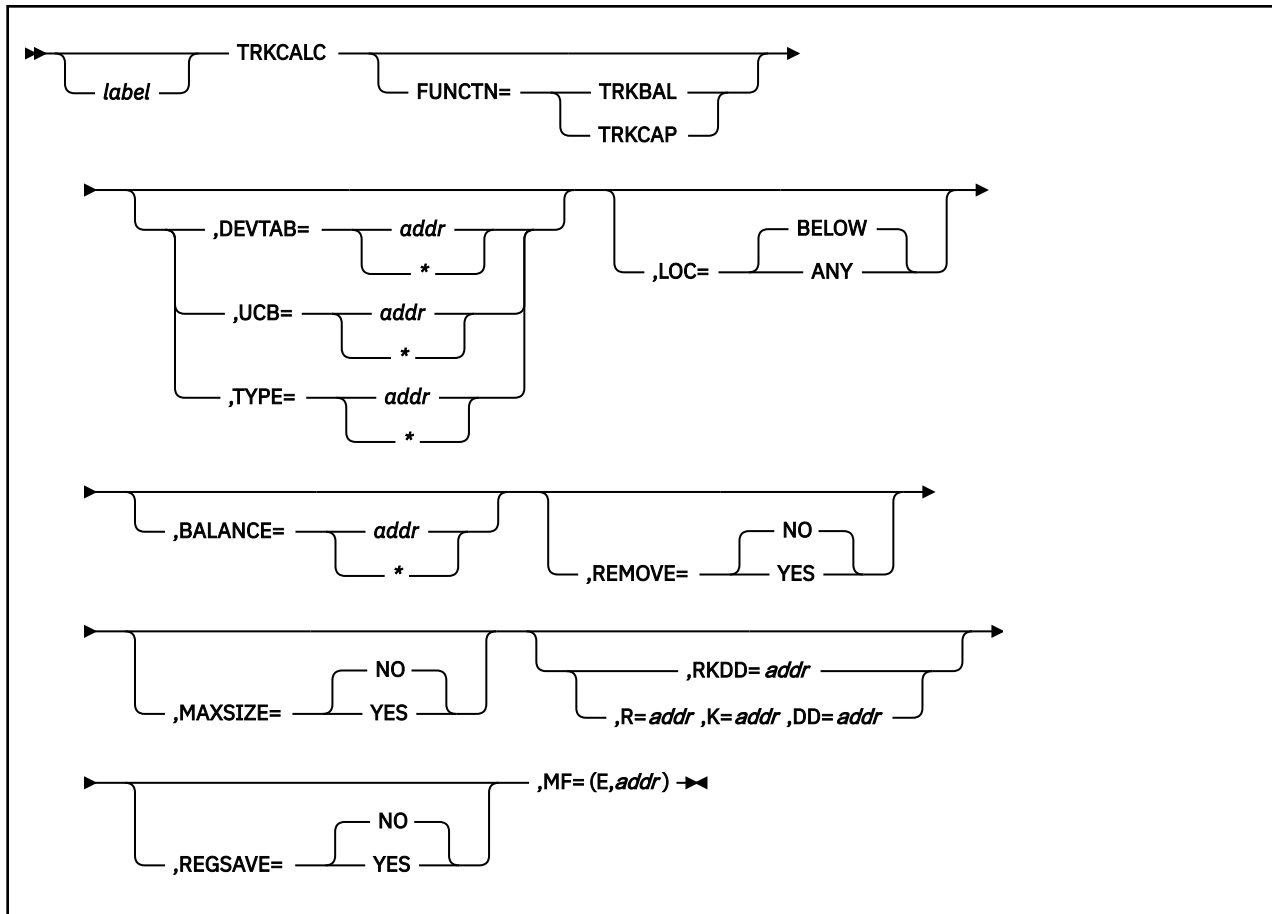 TRKCALC
label
FUNCTN= TRKBAL
TRKCAP
,DEVTAB= addr
*
BELOW
,LOC= ANY
,UCB= addr
*
,TYPE= addr
*
,BALANCE= addr
*
NO
,REMOVE= YES
NO
,MAXSIZE= YES
,RKDD= addr
,R=addr ,K=addr ,DD=addr
,MF=(E,addr)
NO
,REGSAVE= YES